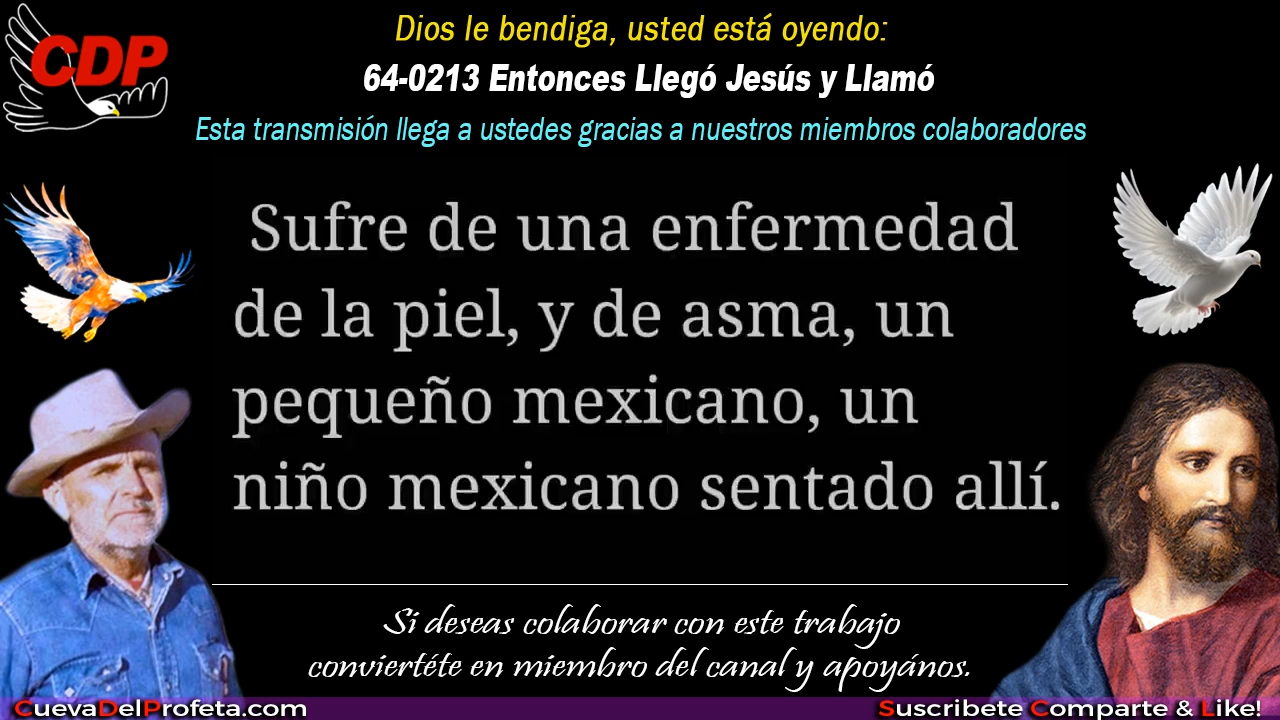 CDP
Dios le bendiga, usted está oyendo:
64-0213 Entonces Llegó Jesús y Llamó
Esta transmisión llega a ustedes gracias a nuestros miembros colaboradores
Sufre de una enfermedad
de la piel, y de asma, un
pequeño mexicano, un
niño mexicano sentado allí.
Si deseas colaborar con este trabajo
conviertéte en miembro del canal y apoyános.
CuevaDelProfeta.com
Suscribete Comparte & Like!